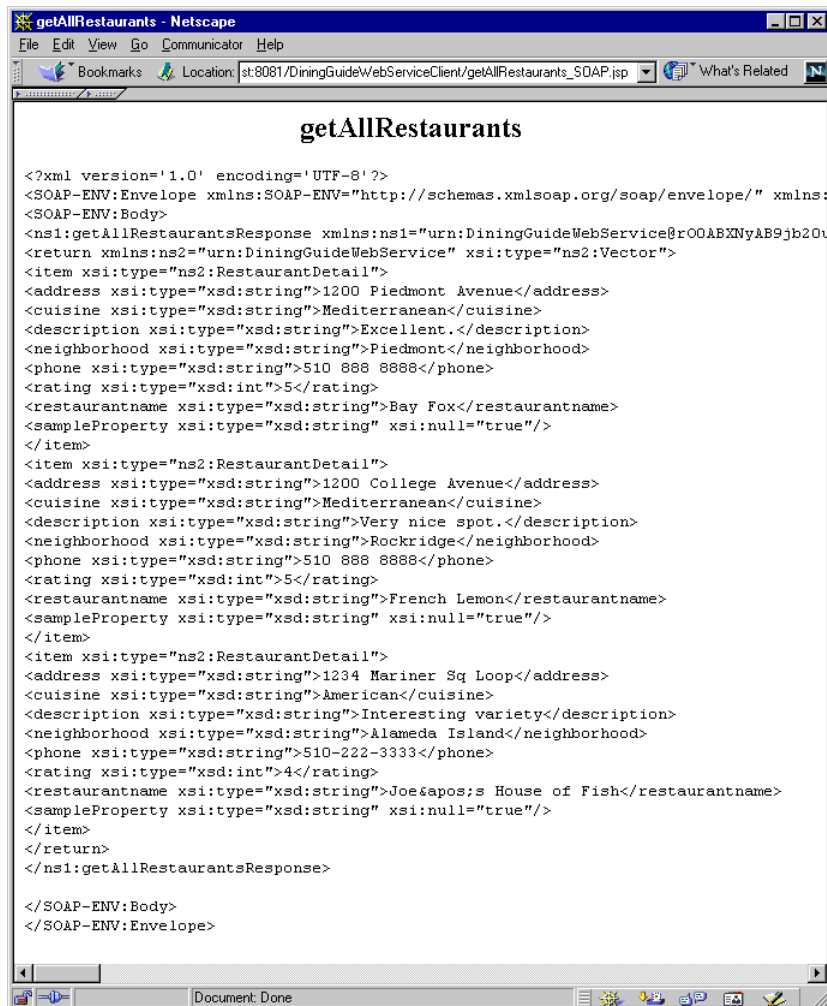 getAllRestaurants - Netscape
File Edit View Go Communicator Help
Bookmarks Location: st:8081/DiningGuideWebServiceClient/getAllRestaurants_SOAP.jsp What's Related N
getAllRestaurants
<?xml version='1.0' encoding='UTF-8'?>
<SOAP-ENV:Envelope xmlns:SOAP-ENV="http://schemas.xmlsoap.org/soap/envelope/" xmlns:
<SOAP-ENV:Body>
<ns1:getAllRestaurantsResponse xmlns:ns1="urn:DiningGuideWebService@rO0ABXNyAB9jb20u
<return xmlns:ns2="urn:DiningGuideWebService" xsi:type="ns2:Vector">
<item xsi:type="ns2:RestaurantDetail">
<address xsi:type="xsd:string">1200 Piedmont Avenue</address>
<cuisine xsi:type="xsd:string">Mediterranean</cuisine>
<description xsi:type="xsd:string">Excellent.</description>
<neighborhood xsi:type="xsd:string">Piedmont</neighborhood>
<phone xsi:type="xsd:string">510 888 8888</phone>
<rating xsi:type="xsd:int">5</rating>
<restaurantname xsi:type="xsd:string">Bay Fox</restaurantname>
<sampleProperty xsi:type="xsd:string" xsi:null="true"/>
</item>
<item xsi:type="ns2:RestaurantDetail">
<address xsi:type="xsd:string">1200 College Avenue</address>
<cuisine xsi:type="xsd:string">Mediterranean</cuisine>
<description xsi:type="xsd:string">Very nice spot.</description>
<neighborhood xsi:type="xsd:string">Rockridge</neighborhood>
<phone xsi:type="xsd:string">510 888 8888</phone>
<rating xsi:type="xsd:int">5</rating>
<restaurantname xsi:type="xsd:string">French Lemon</restaurantname>
<sampleProperty xsi:type="xsd:string" xsi:null="true"/>
</item>
<item xsi:type="ns2:RestaurantDetail">
<address xsi:type="xsd:string">1234 Mariner Sq Loop</address>
<cuisine xsi:type="xsd:string">American</cuisine>
<description xsi:type="xsd:string">Interesting variety</description>
<neighborhood xsi:type="xsd:string">Alameda Island</neighborhood>
<phone xsi:type="xsd:string">510-222-3333</phone>
<rating xsi:type="xsd:int">4</rating>
<restaurantname xsi:type="xsd:string">Joe&apos;s House of Fish</restaurantname>
<sampleProperty xsi:type="xsd:string" xsi:null="true"/>
</item>
</return>
</ns1:getAllRestaurantsResponse>
</SOAP-ENV:Body>
</SOAP-ENV:Envelope>
Document: Done